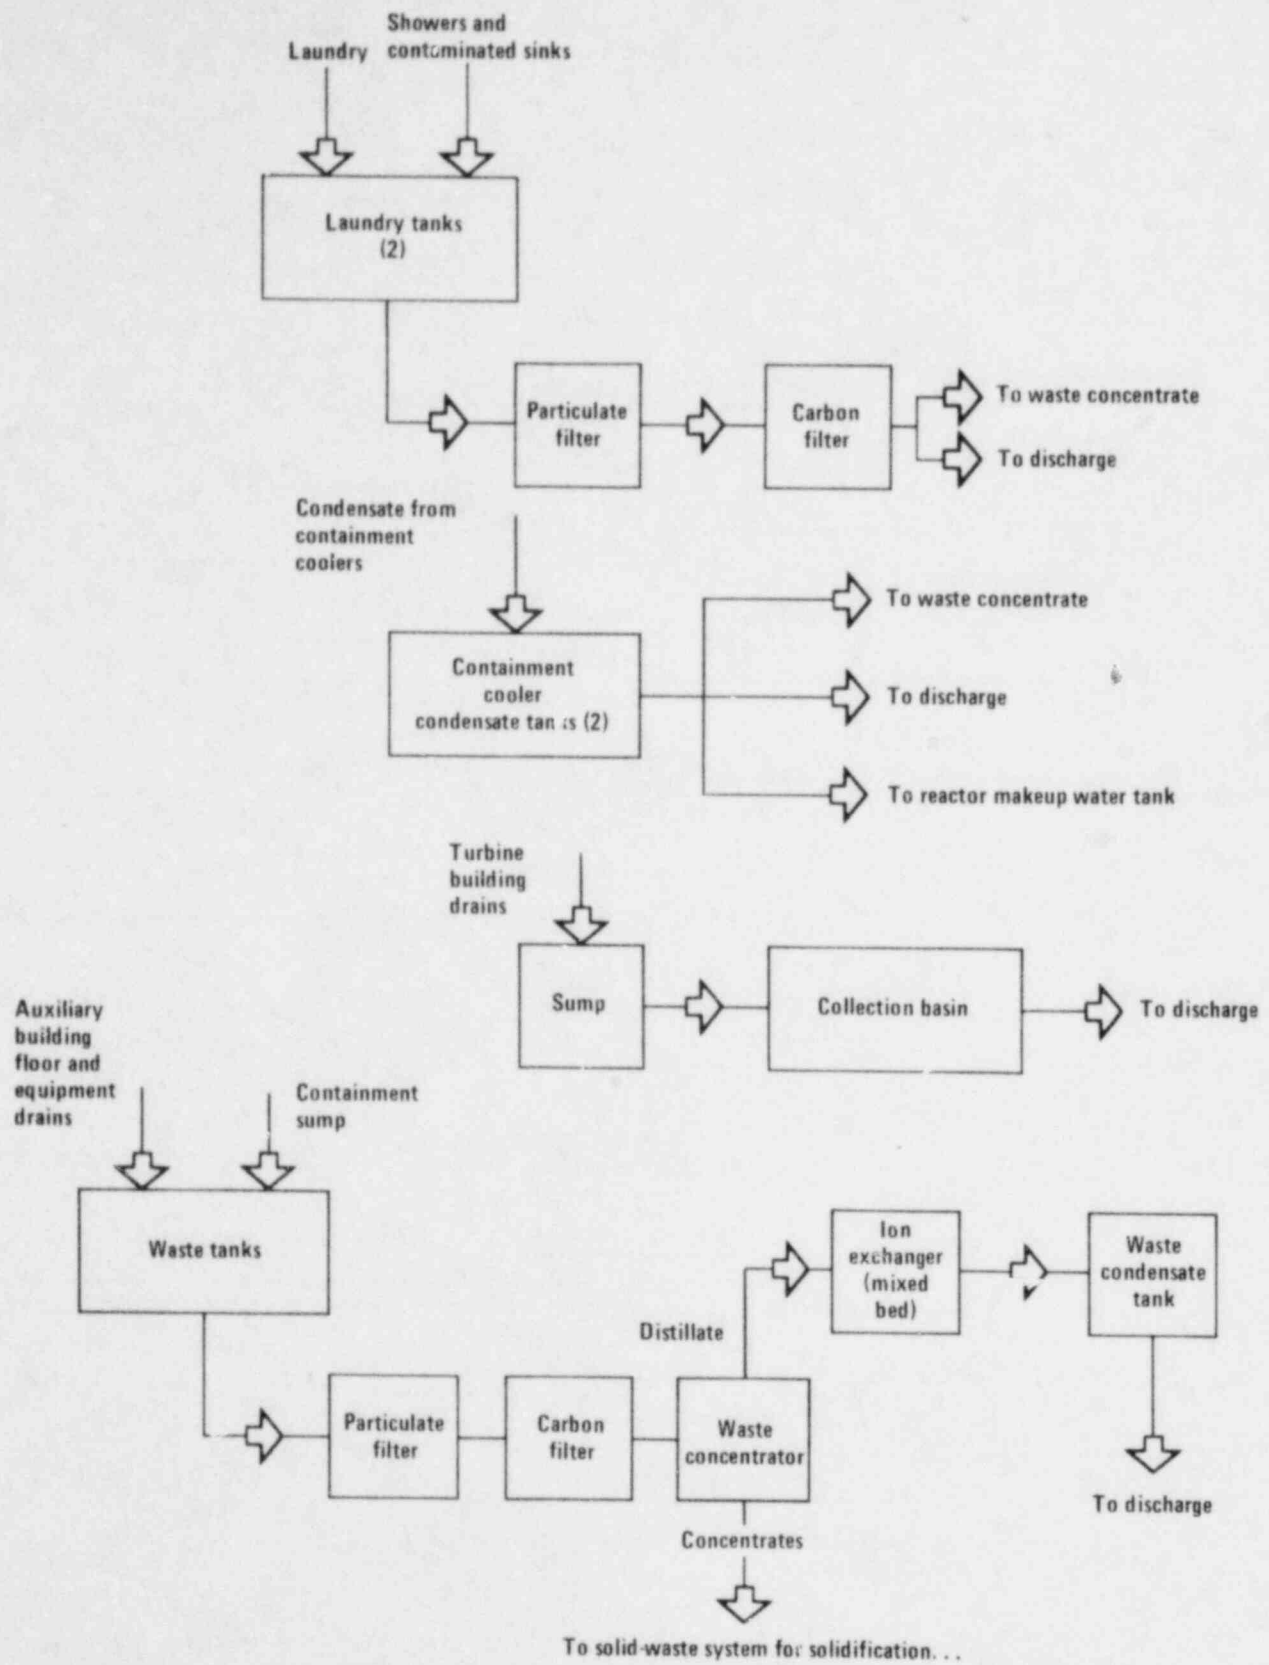 Showers and
Laundry contaminated sinks
Laundry tanks
(2)
Particulate
filter
Carbon
filter
To waste concentrate
To discharge
Condensate from
containment
coolers
Containment
cooler
condensate tan s (2)
To waste concentrate
To discharge
To reactor makeup water tank
Turbine
building
drains
Sump
Collection basin
To discharge
Auxiliary
building
floor and
equipment
drains
Containment
sump
Waste tanks
Ion
exchanger
(mixed
bed)
Waste
condensate
tank
Distillate
Particulate
filter
Carbon
filter
Waste
concentrator
To discharge
Concentrates
To solid-waste system for solidification. . .